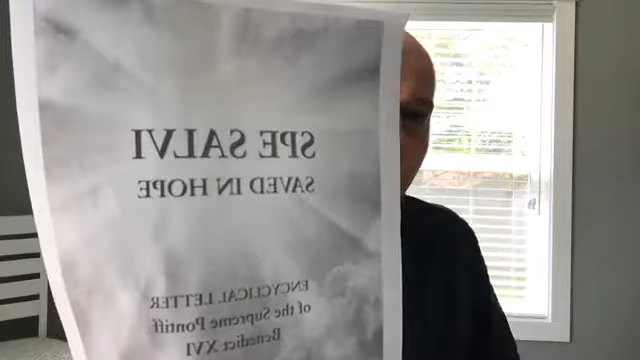 SPE SALVI
SAVED IN HOPE
ENCYCLICAL LETTER
of the Supreme Pontiff
Benedict XVI